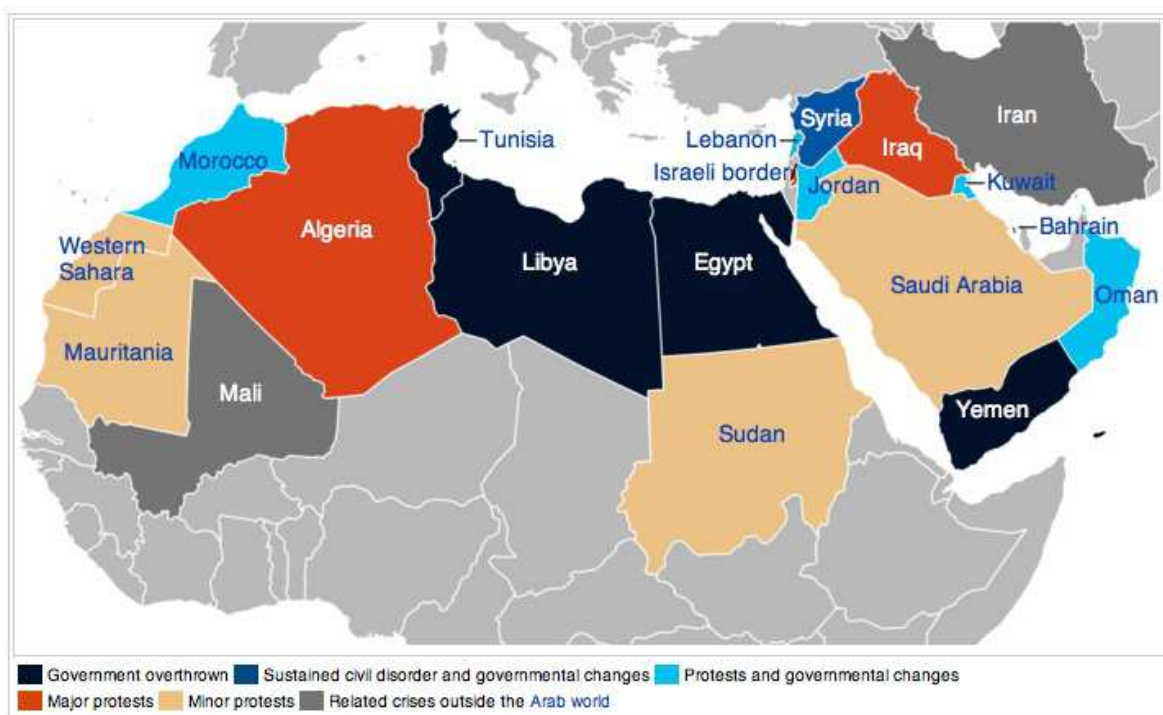 Iran
Syria
Lebanon
Tunisia
Iraq
Morocco
Israeli border
Jordan
Kuwait
Bahrain
Algeria
Western
Sahara
Libya
Egypt
Saudi Arabia
Oman
Mauritania
Mali
Yemen
Sudan
Government overthrown Sustained civil disorder and governmental changes Protests and governmental changes
Major protests Minor protests Related crises outside the Arab world